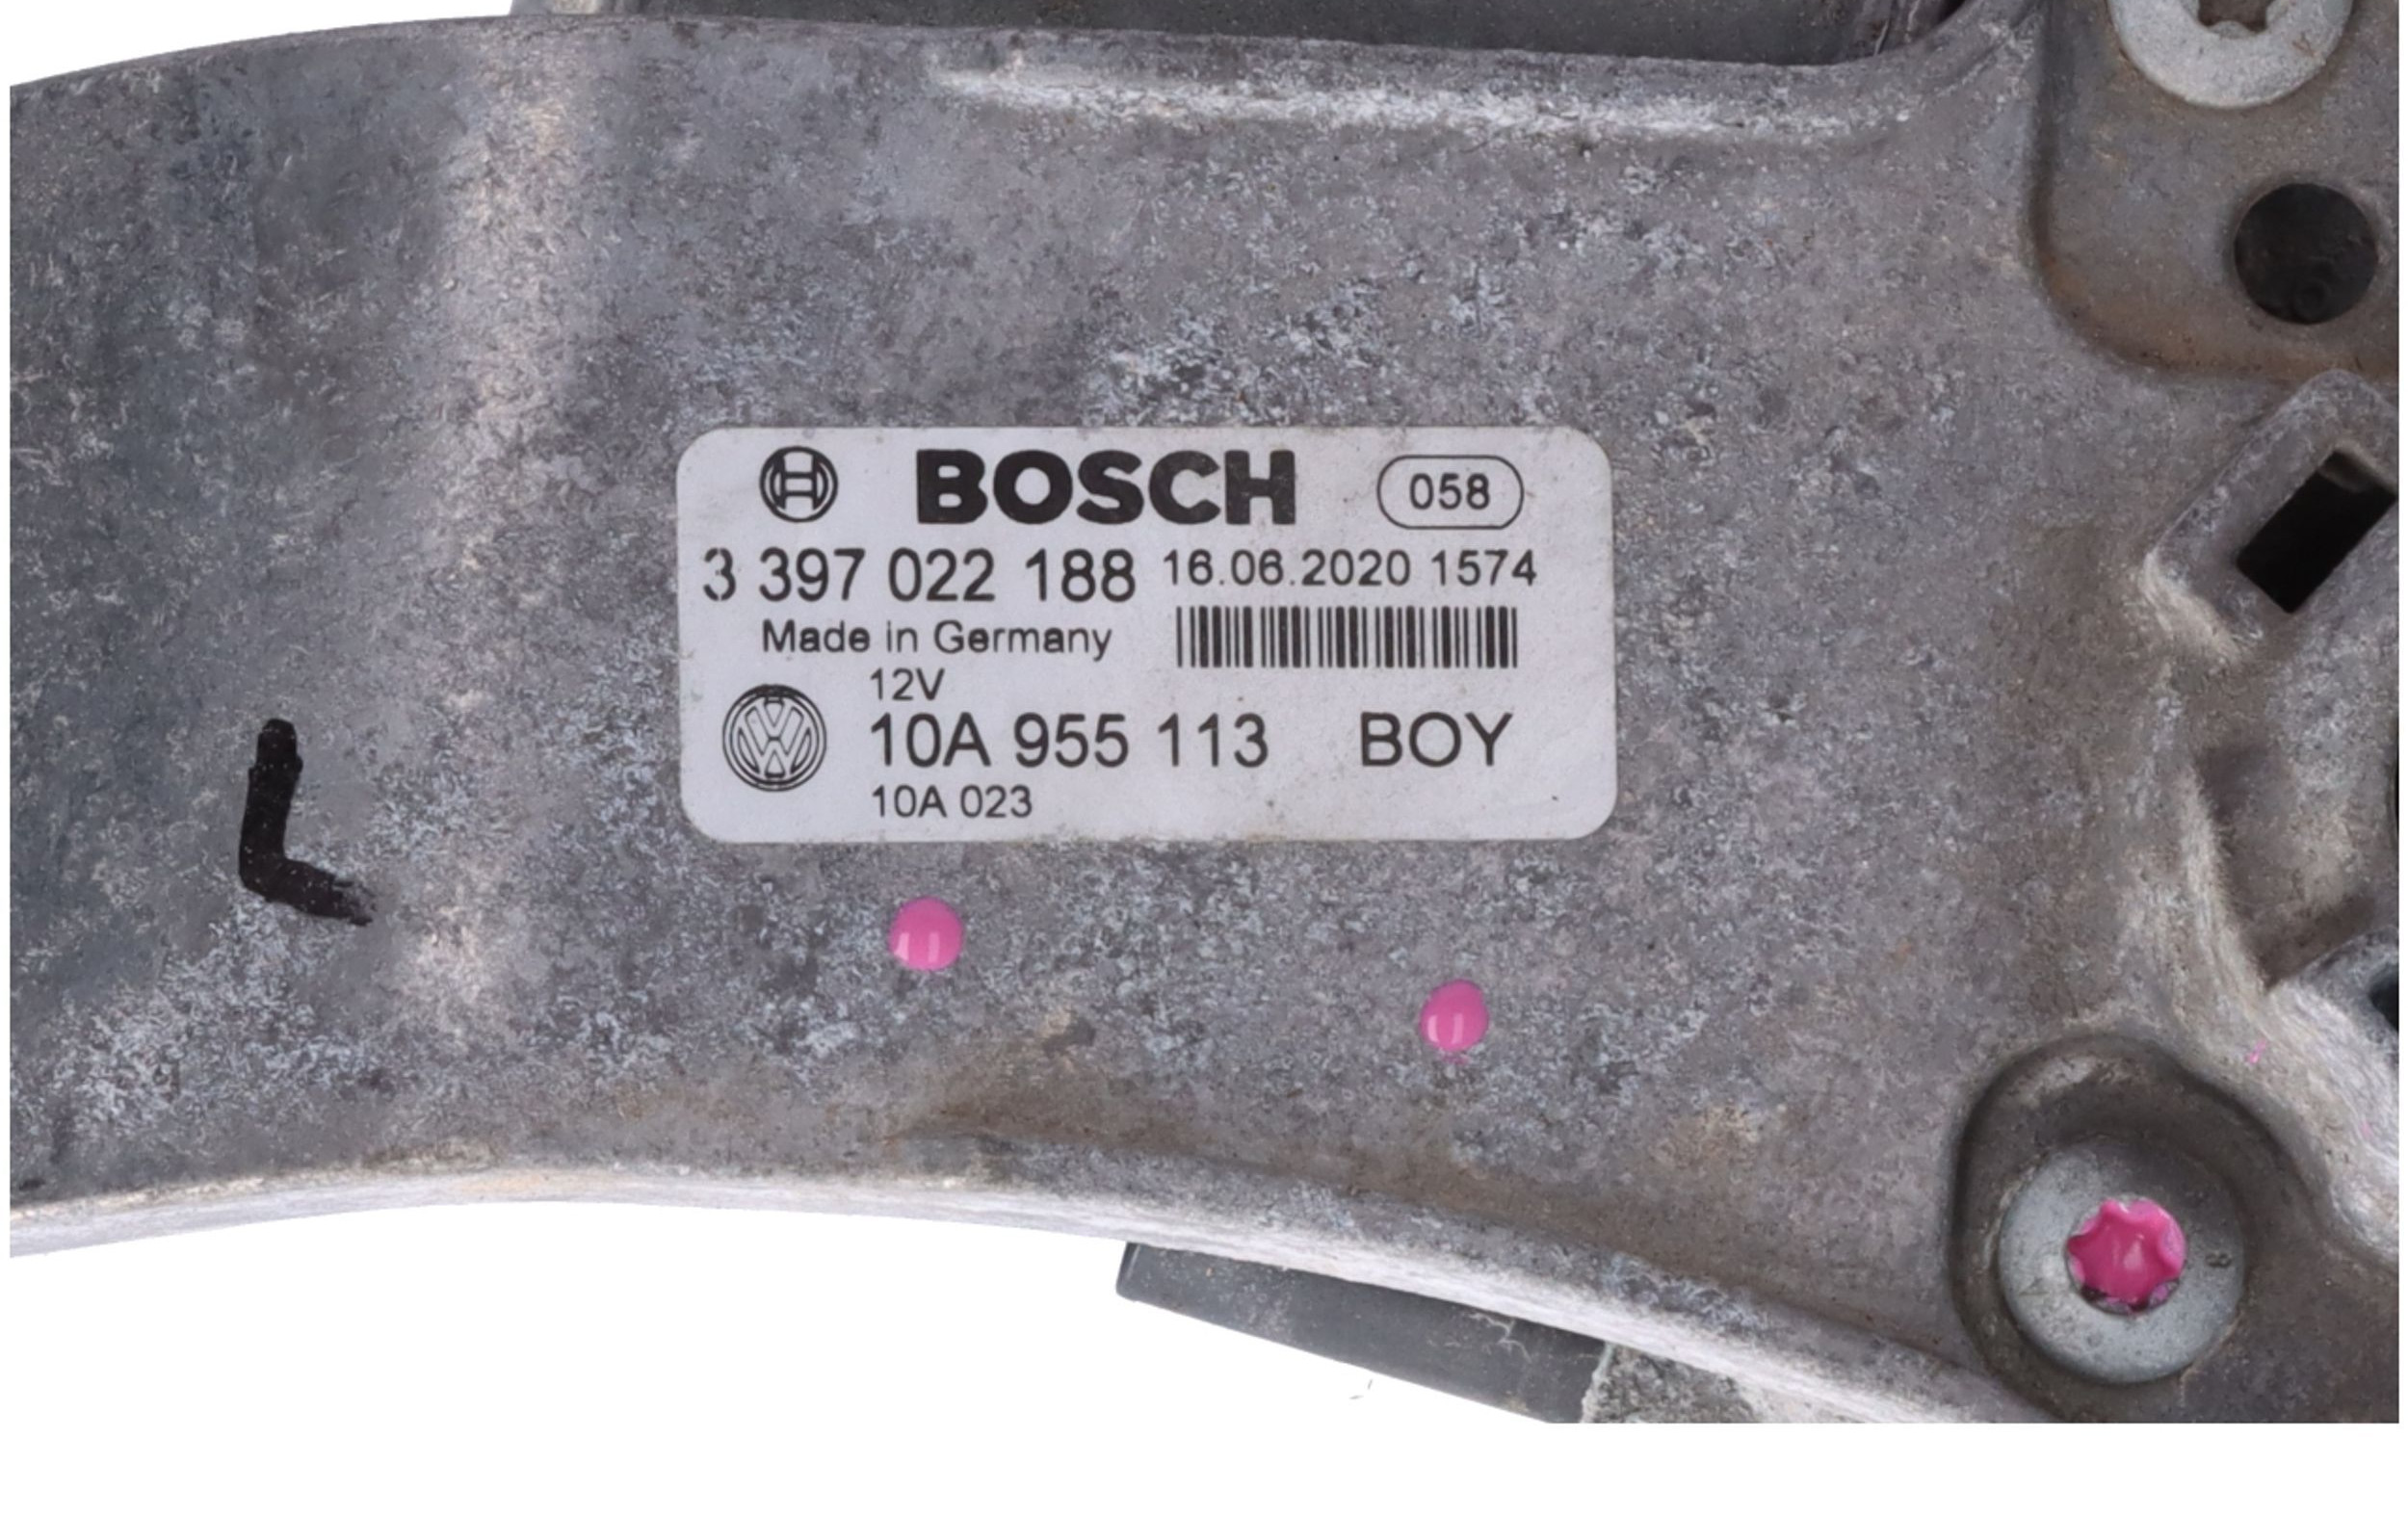 BOSCH 058
3 397 022 188 16.06.2020 1574
Made in Germany
12V
10A 955 113 BOY
10A 023
L
8